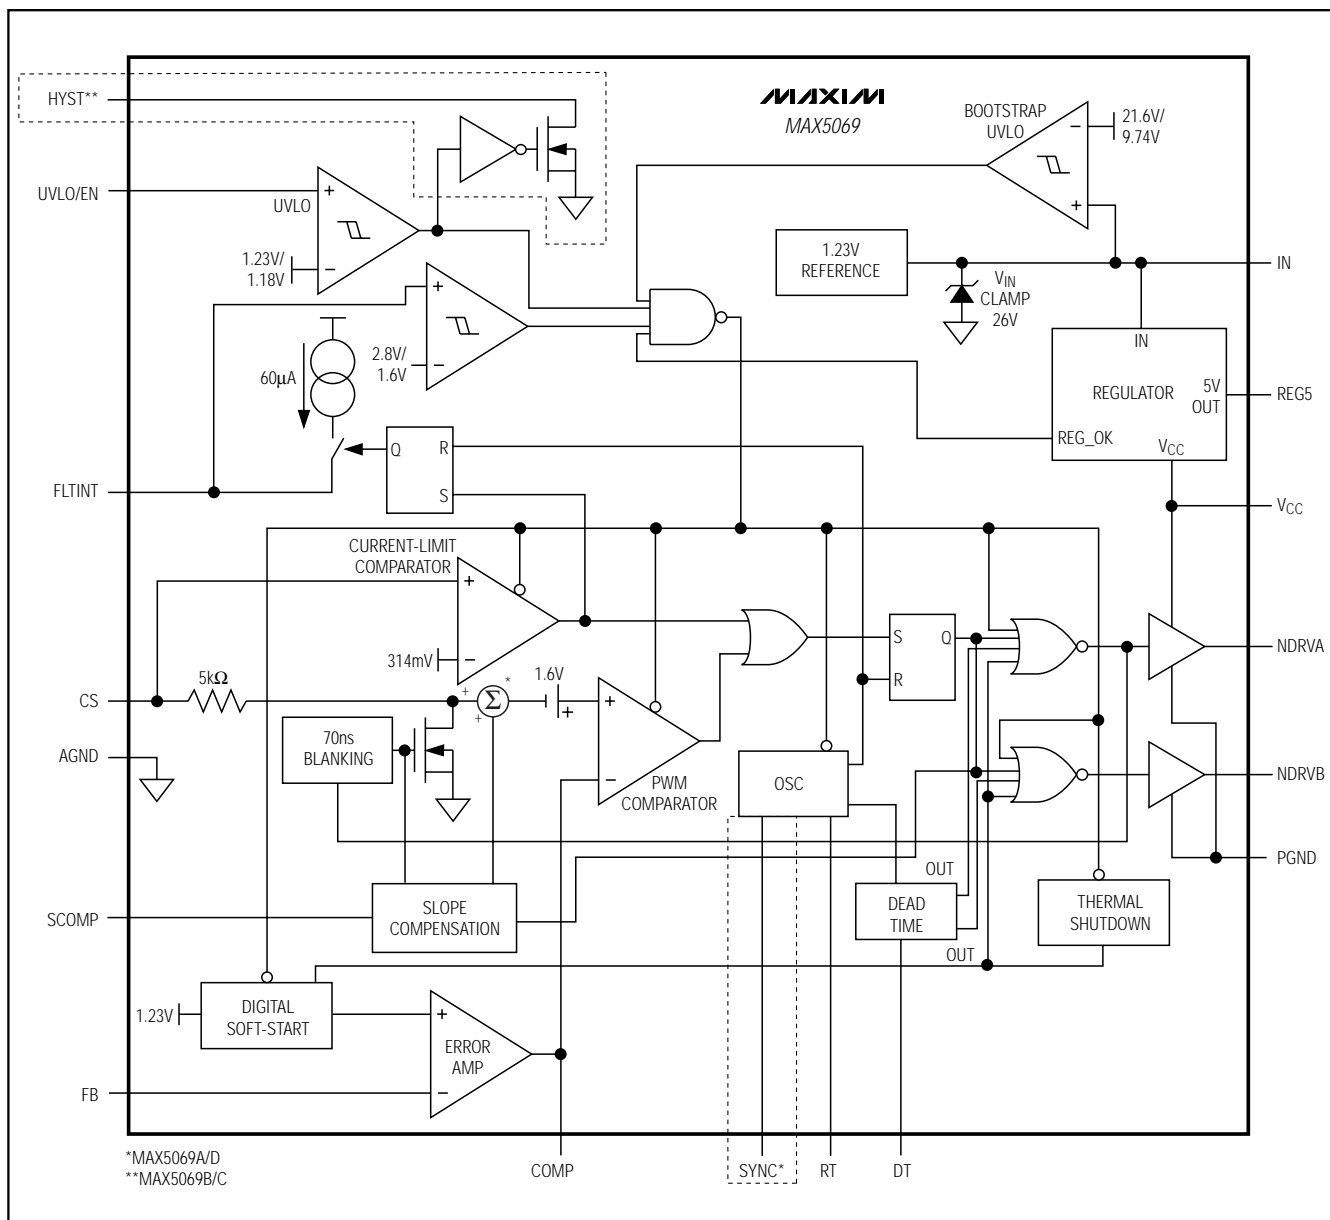 HYST**
MAXIM
MAX5069
BOOTSTRAP
UVLO
−
21.6V/
9.74V
+
UVLO/EN
+
UVLO
1.23V/
1.18V
−
1.23V
REFERENCE
IN
VIN
CLAMP
26V
+
2.8V/
1.6V
−
60µA
IN
REGULATOR
5V
OUT
REG5
REG_OK
VCC
Q
R
S
FLTINT
VCC
CURRENT-LIMIT
COMPARATOR
+
314mV
−
S
Q
R
NDRVA
CS
5kΩ
+
Σ
*
+
1.6V
+
+
−
PWM
COMPARATOR
70ns
BLANKING
AGND
OSC
NDRVB
PGND
OUT
SCOMP
SLOPE
COMPENSATION
DEAD
TIME
THERMAL
SHUTDOWN
OUT
1.23V
DIGITAL
SOFT-START
+
ERROR
AMP
−
FB
*MAX5069A/D
**MAX5069B/C
COMP
SYNC*
RT
DT